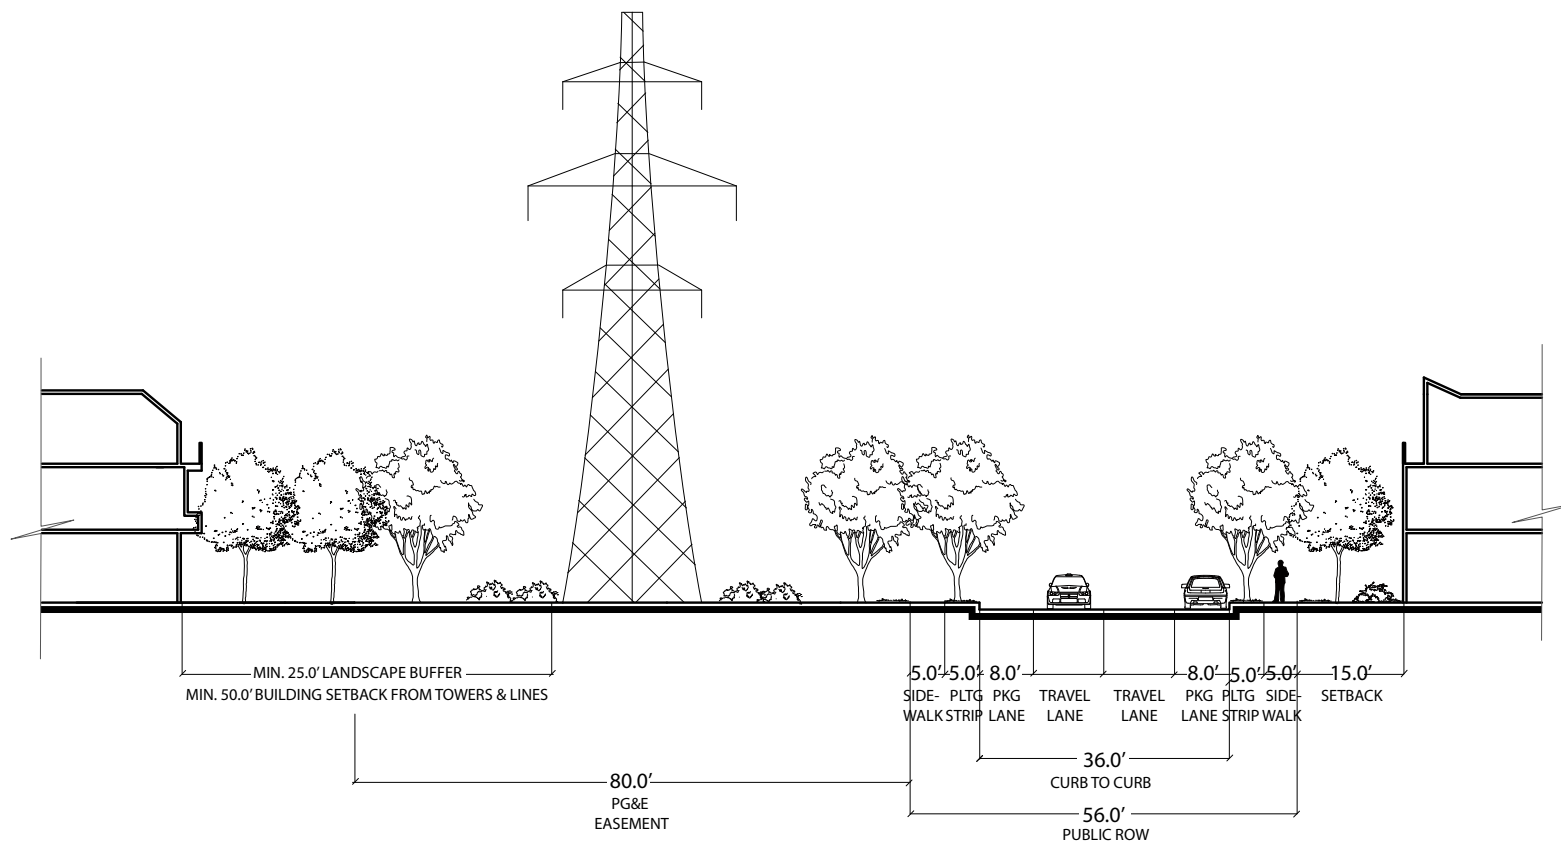 MIN. 25.0' LANDSCAPE BUFFER
MIN. 50.0' BUILDING SETBACK FROM TOWERS & LINES
5.0'
SIDE-
WALK
5.0'
PLTG
STRIP
8.0'
PKG
LANE
TRAVEL
LANE
TRAVEL
LANE
8.0'
PKG
LANE
5.0'
PLTG
STRIP
5.0'
SIDE-
WALK
15.0'
SETBACK
36.0'
CURB TO CURB
80.0'
PG&E
EASEMENT
56.0'
PUBLIC ROW